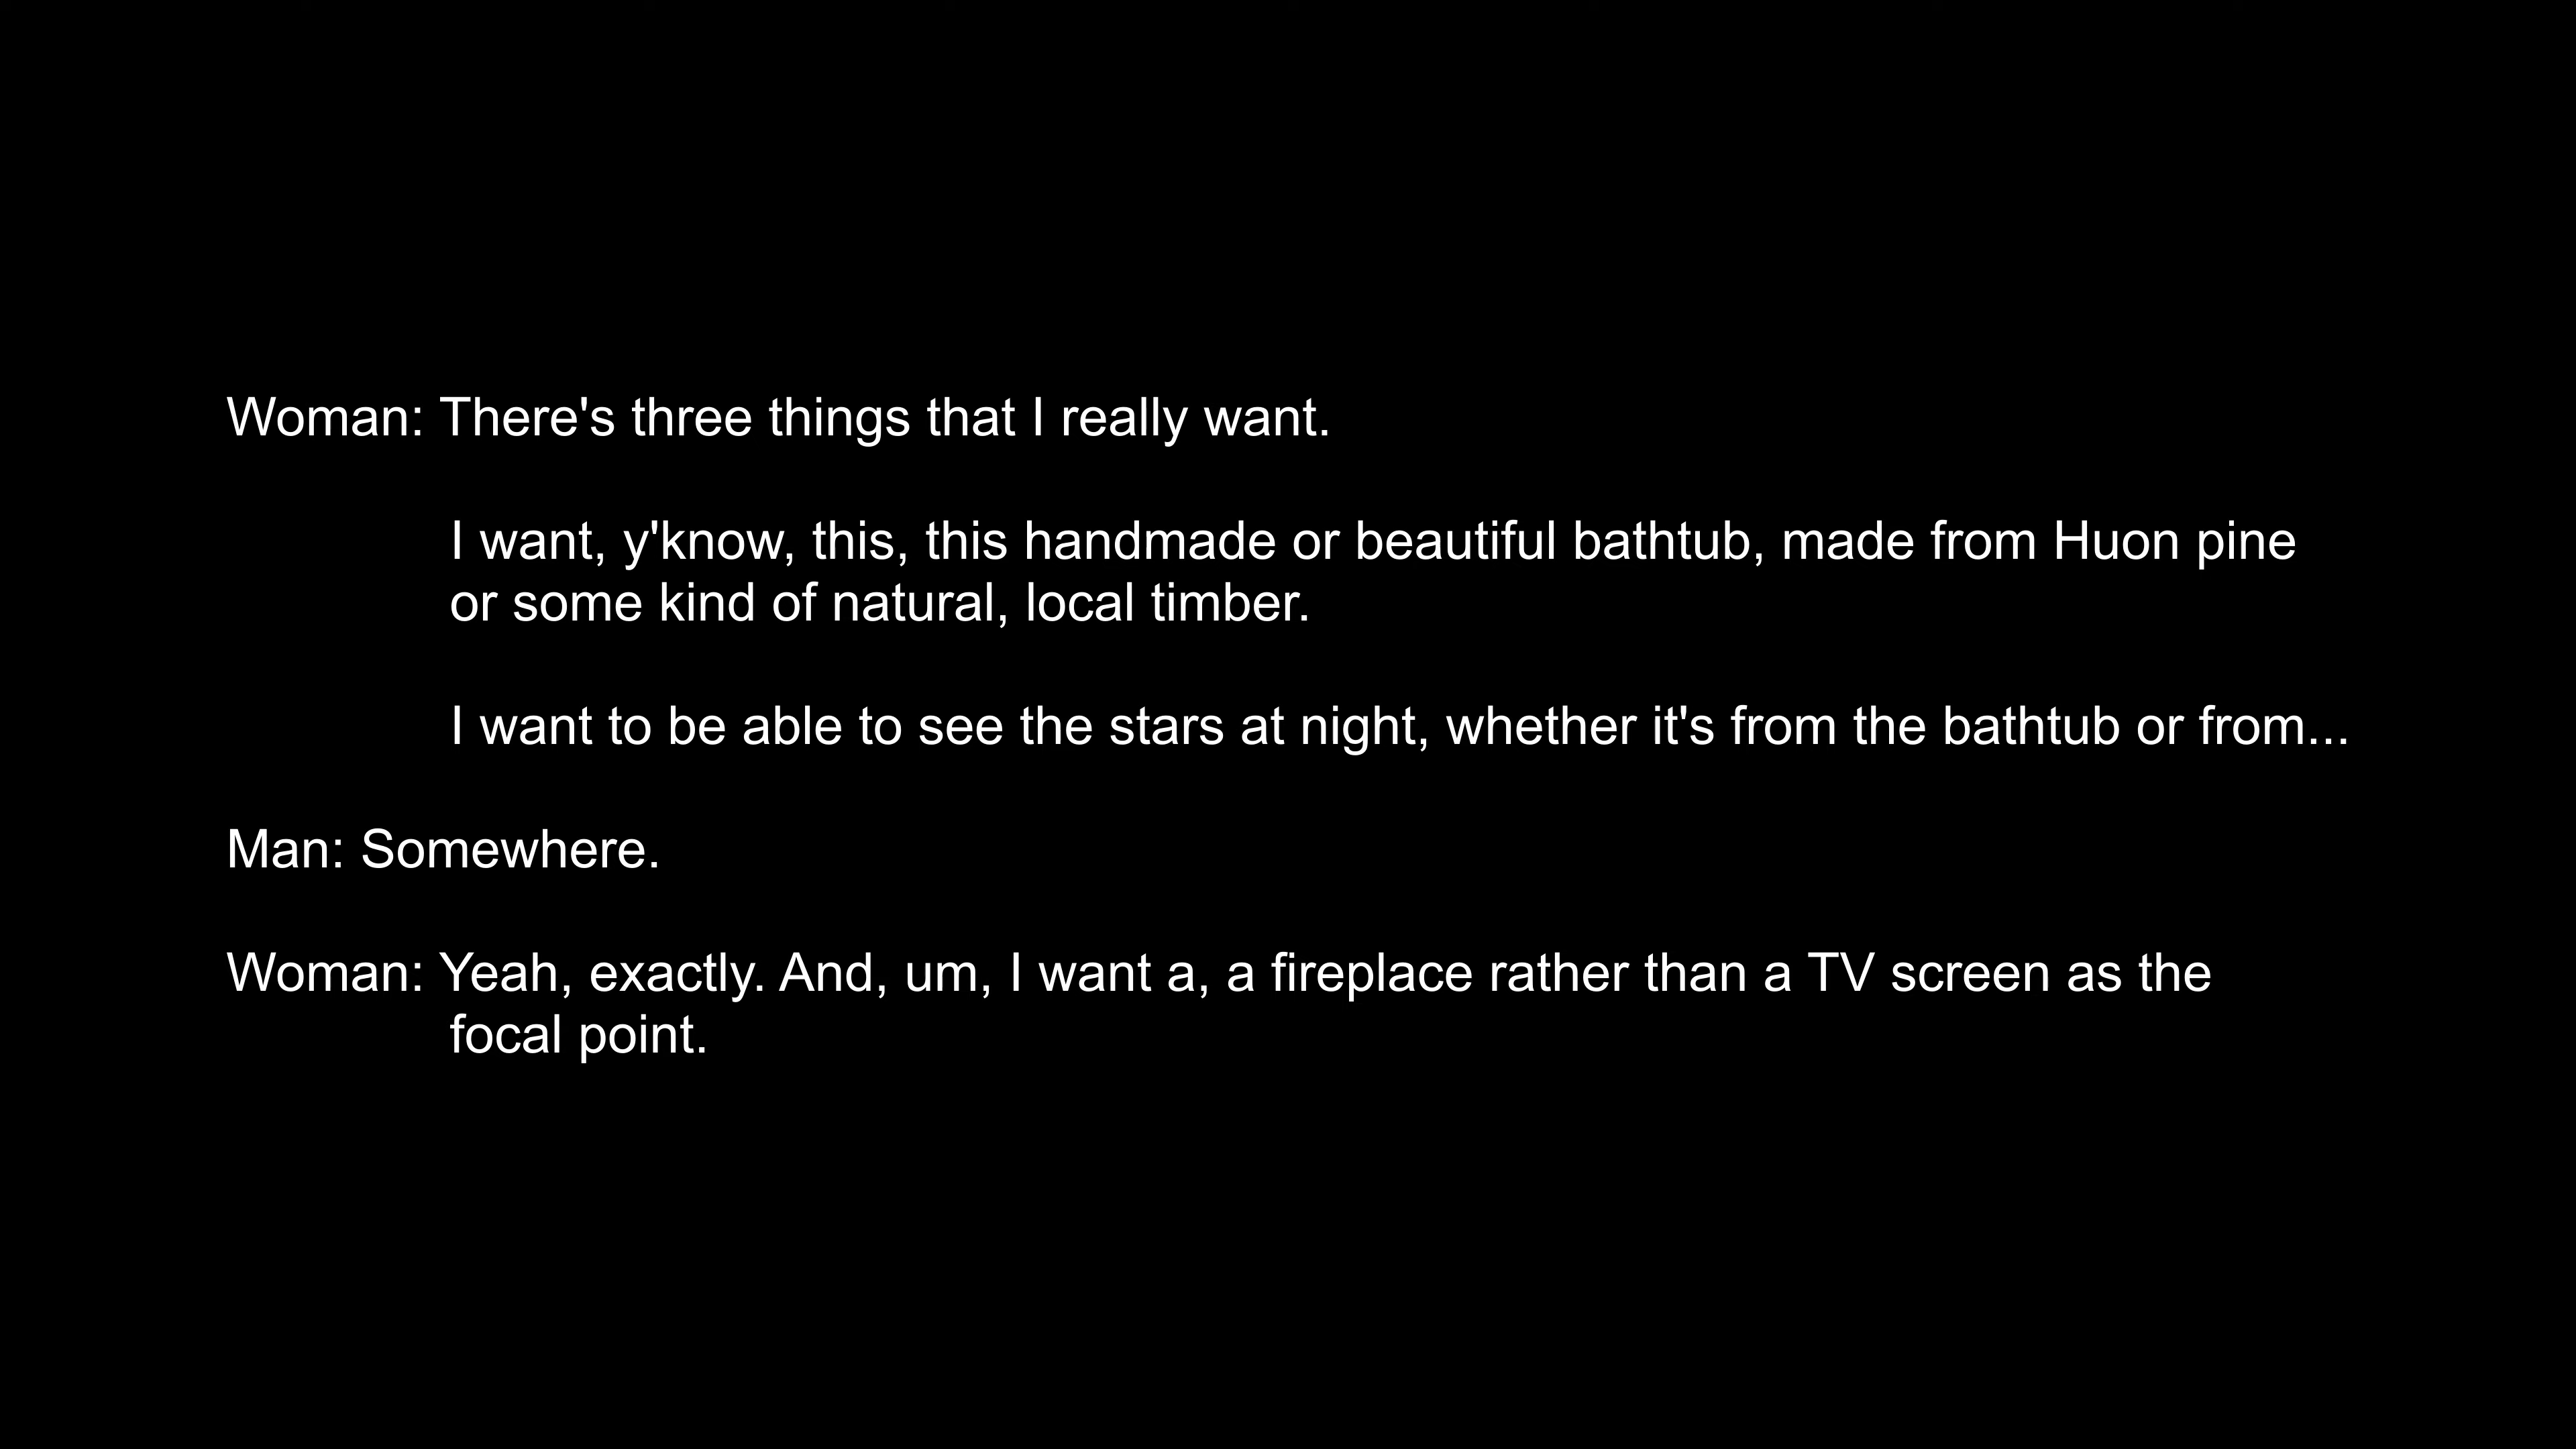 Woman: There's three things that I really want.
I want, y'know, this, this handmade or beautiful bathtub, made from Huon pine
or some kind of natural, local timber.
I want to be able to see the stars at night, whether it's from the bathtub or from...
Man: Somewhere.
Woman: Yeah, exactly. And, um, I want a, a fireplace rather than a TV screen as the
focal point.